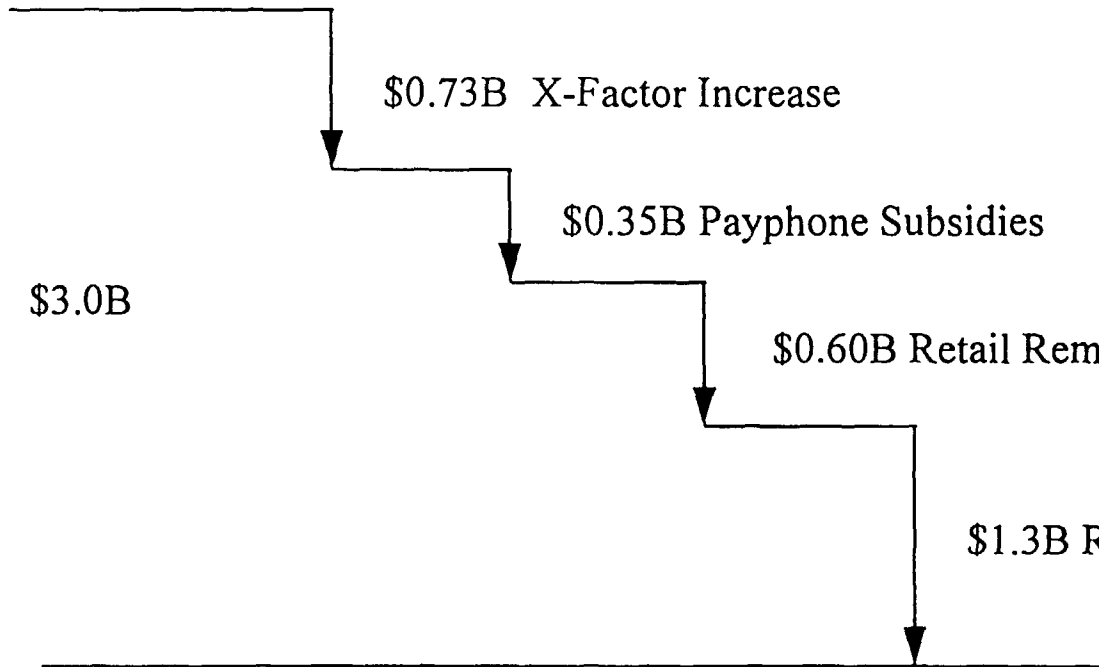 $0.73B X-Factor Increase
$0.35B Payphone Subsidies
$3.0B
$0.60B Retail Rem
$1.3B R